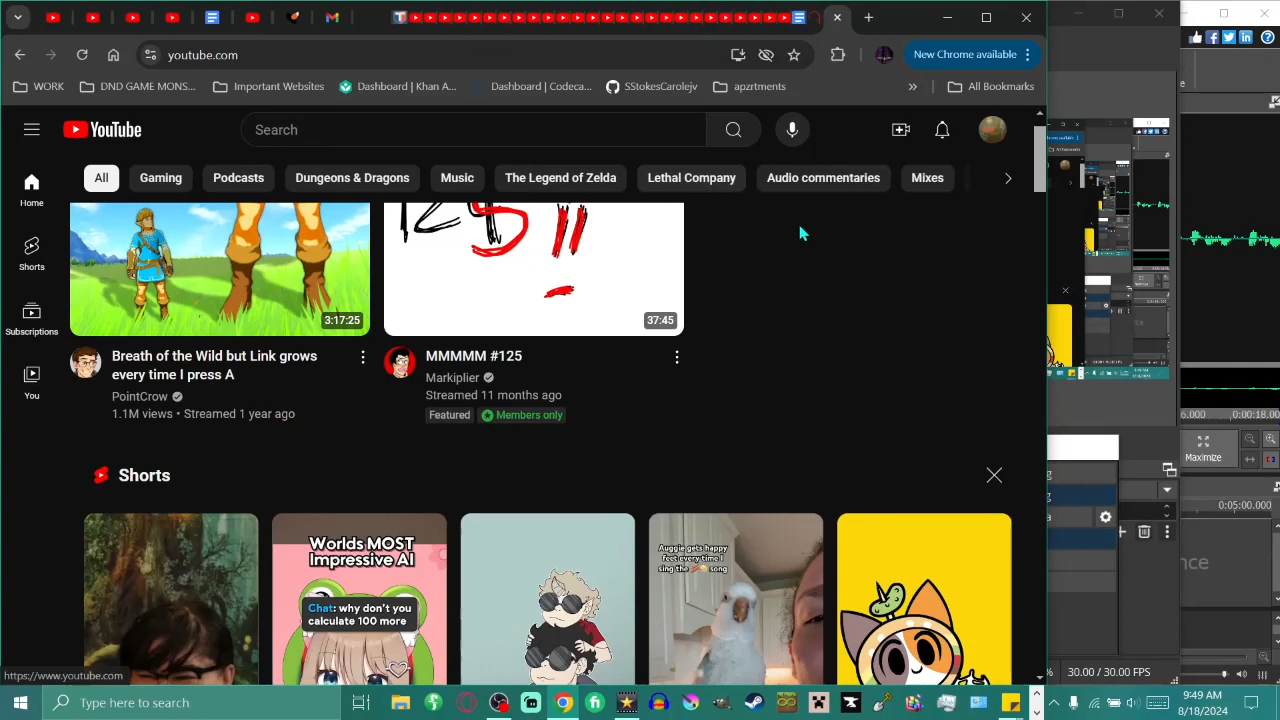 youtube.com
New Chrome available
WORK
DND GAME MONS...
Important Websites
Dashboard | Khan A...
Dashboard | Codeca...
SStokesCarolejv
apzrtments
»
All Bookmarks
YouTube
Search
All
Gaming
Podcasts
Dungeons & Dragons
Music
The Legend of Zelda
Lethal Company
Audio commentaries
Mixes
Home
Shorts
Subscriptions
You
3:17:25
37:45
Breath of the Wild but Link grows
every time I press A
PointCrow
1.1M views • Streamed 1 year ago
MMMMM #125
Markiplier
Streamed 11 months ago
Featured
Members only
Shorts
Worlds MOST
Impressive AI
Chat: why don't you
calculate 100 more
Auggie gets happy
feet every time I
sing the
song
https://www.youtube.com
6.000
0:00:18.000
Maximize
0:05:00.000
30.00 / 30.00 FPS
Type here to search
9:49 AM
8/18/2024